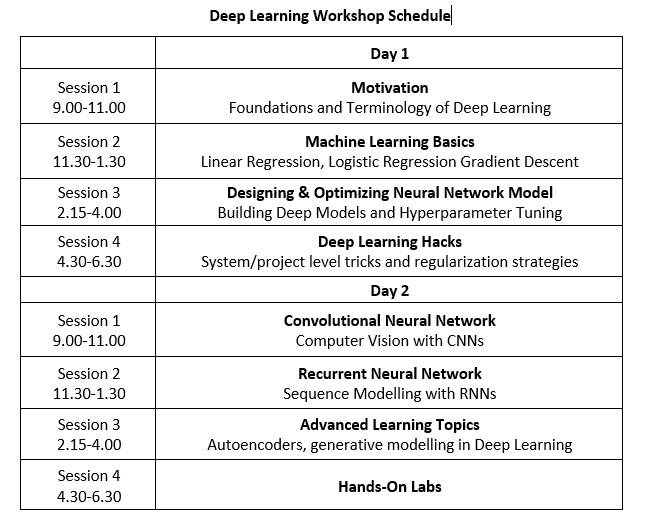 Deep Learning Workshop Schedule
Day 1
Session 1
9.00-11.00
Motivation
Foundations and Terminology of Deep Learning
Session 2
11.30-1.30
Machine Learning Basics
Linear Regression, Logistic Regression Gradient Descent
Session 3
2.15-4.00
Designing & Optimizing Neural Network Model
Building Deep Models and Hyperparameter Tuning
Session 4
4.30-6.30
Deep Learning Hacks
System/project level tricks and regularization strategies
Day 2
Session 1
9.00-11.00
Convolutional Neural Network
Computer Vision with CNNs
Session 2
11.30-1.30
Recurrent Neural Network
Sequence Modelling with RNNs
Session 3
2.15-4.00
Advanced Learning Topics
Autoencoders, generative modelling in Deep Learning
Session 4
4.30-6.30
Hands-On Labs